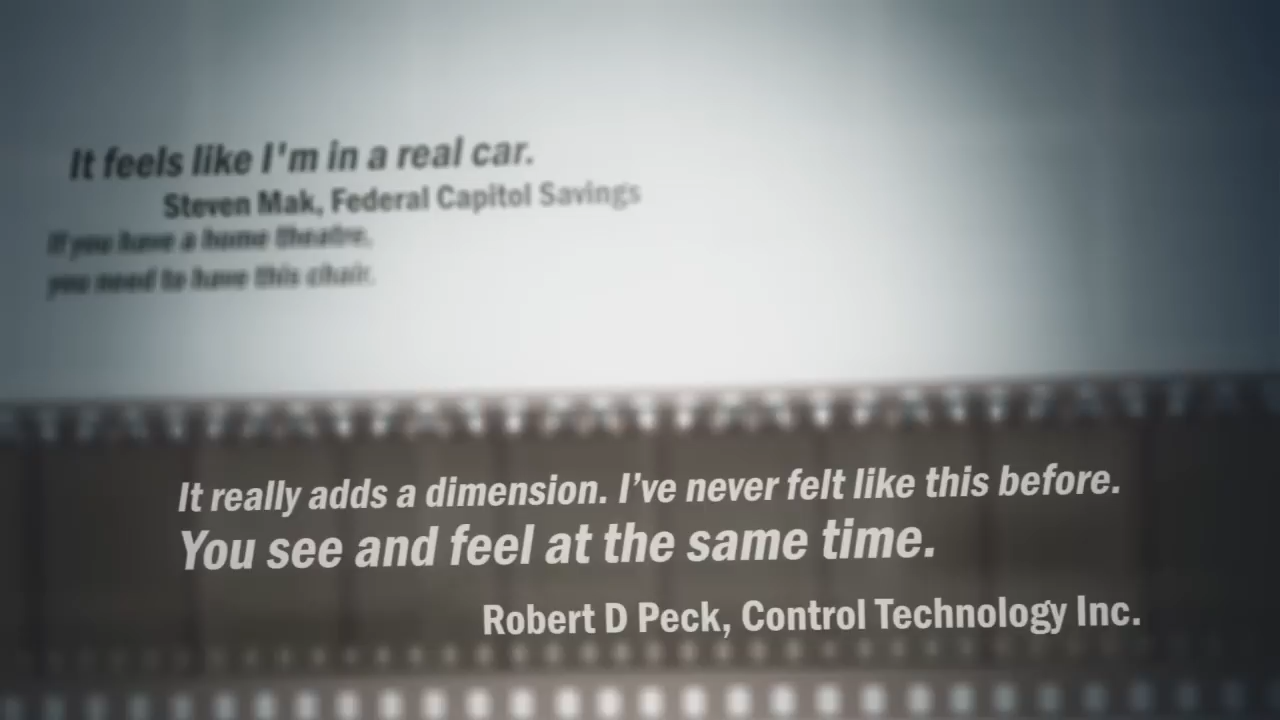 It feels like I'm in a real car.
Steven Mak, Federal Capitol Savings
If you have a home theatre,
you need to have this chair.
It really adds a dimension. I’ve never felt like this before.
You see and feel at the same time.
Robert D Peck, Control Technology Inc.